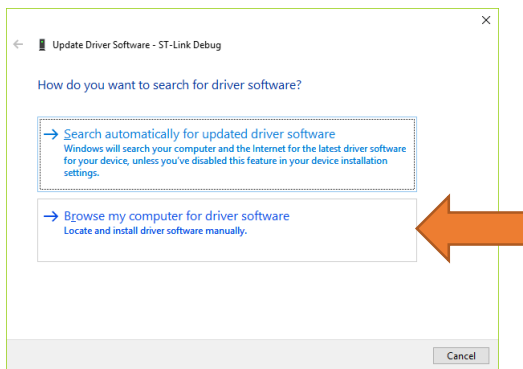 Update Driver Software - ST-Link Debug
How do you want to search for driver software?
Search automatically for updated driver software
Windows will search your computer and the Internet for the latest driver software
for your device, unless you've disabled this feature in your device installation
settings.
Browse my computer for driver software
Locate and install driver software manually.
Cancel